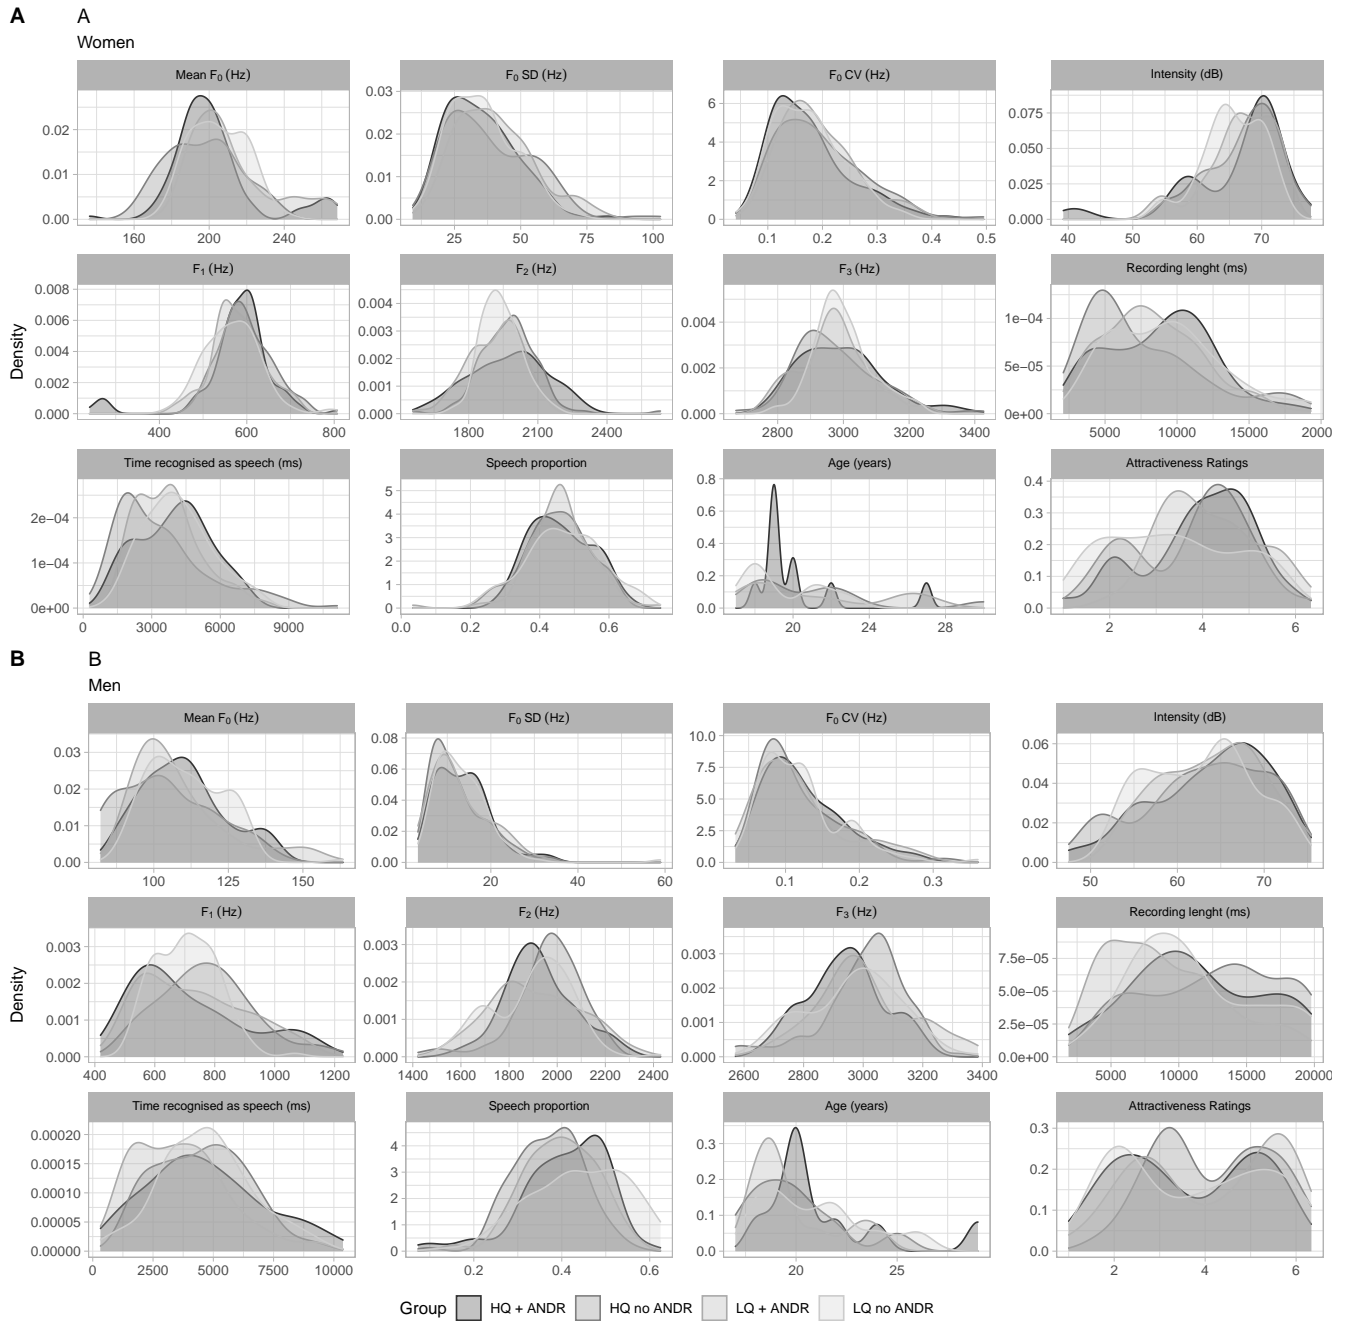 A A
Women
Mean F0 (Hz) F0 SD (Hz) F0 CV (Hz) Intensity (dB)
0.02 0.01 0.00
0.03 0.02 0.01 0.00
6 4 2 0
0.075 0.050 0.025 0.000
160 200 240 25 50 75 100 0.1 0.2 0.3 0.4 0.5 40 50 60 70
F1 (Hz) F2 (Hz) F3 (Hz) Recording lenght (ms)
0.008 0.006 0.004 0.002 0.000
0.004 0.003 0.002 0.001 0.000
0.004 0.002 0.000
1e−04 5e−05 0e+00
400 600 800 1800 2100 2400 2800 3000 3200 3400 5000 10000 15000 2000
Density
Time recognised as speech (ms) Speech proportion Age (years) Attractiveness Ratings
2e−04 1e−04 0e+00
5 4 3 2 1 0
0.8 0.6 0.4 0.2 0.0
0.4 0.3 0.2 0.1 0.0
0 3000 6000 9000 0.0 0.2 0.4 0.6 20 24 28 2 4 6
B B
Men
Mean F0 (Hz) F0 SD (Hz) F0 CV (Hz) Intensity (dB)
0.03 0.02 0.01 0.00
0.08 0.06 0.04 0.02 0.00
10.0 7.5 5.0 2.5 0.0
0.06 0.04 0.02 0.00
100 125 150 20 40 60 0.1 0.2 0.3 50 60 70
F1 (Hz) F2 (Hz) F3 (Hz) Recording lenght (ms)
0.003 0.002 0.001 0.000
0.003 0.002 0.001 0.000
0.003 0.002 0.001 0.000
7.5e−05 5.0e−05 2.5e−05 0.0e+00
400 600 800 1000 1200 1400 1600 1800 2000 2200 2400 2600 2800 3000 3200 3400 5000 10000 15000 20000
Density
Time recognised as speech (ms) Speech proportion Age (years) Attractiveness Ratings
0.00020 0.00015 0.00010 0.00005 0.00000
4 3 2 1 0
0.3 0.2 0.1 0.0
0.3 0.2 0.1 0.0
0 2500 5000 7500 10000 0.2 0.4 0.6 20 25 2 4 6
Group HQ + ANDR HQ no ANDR LQ + ANDR LQ no ANDR